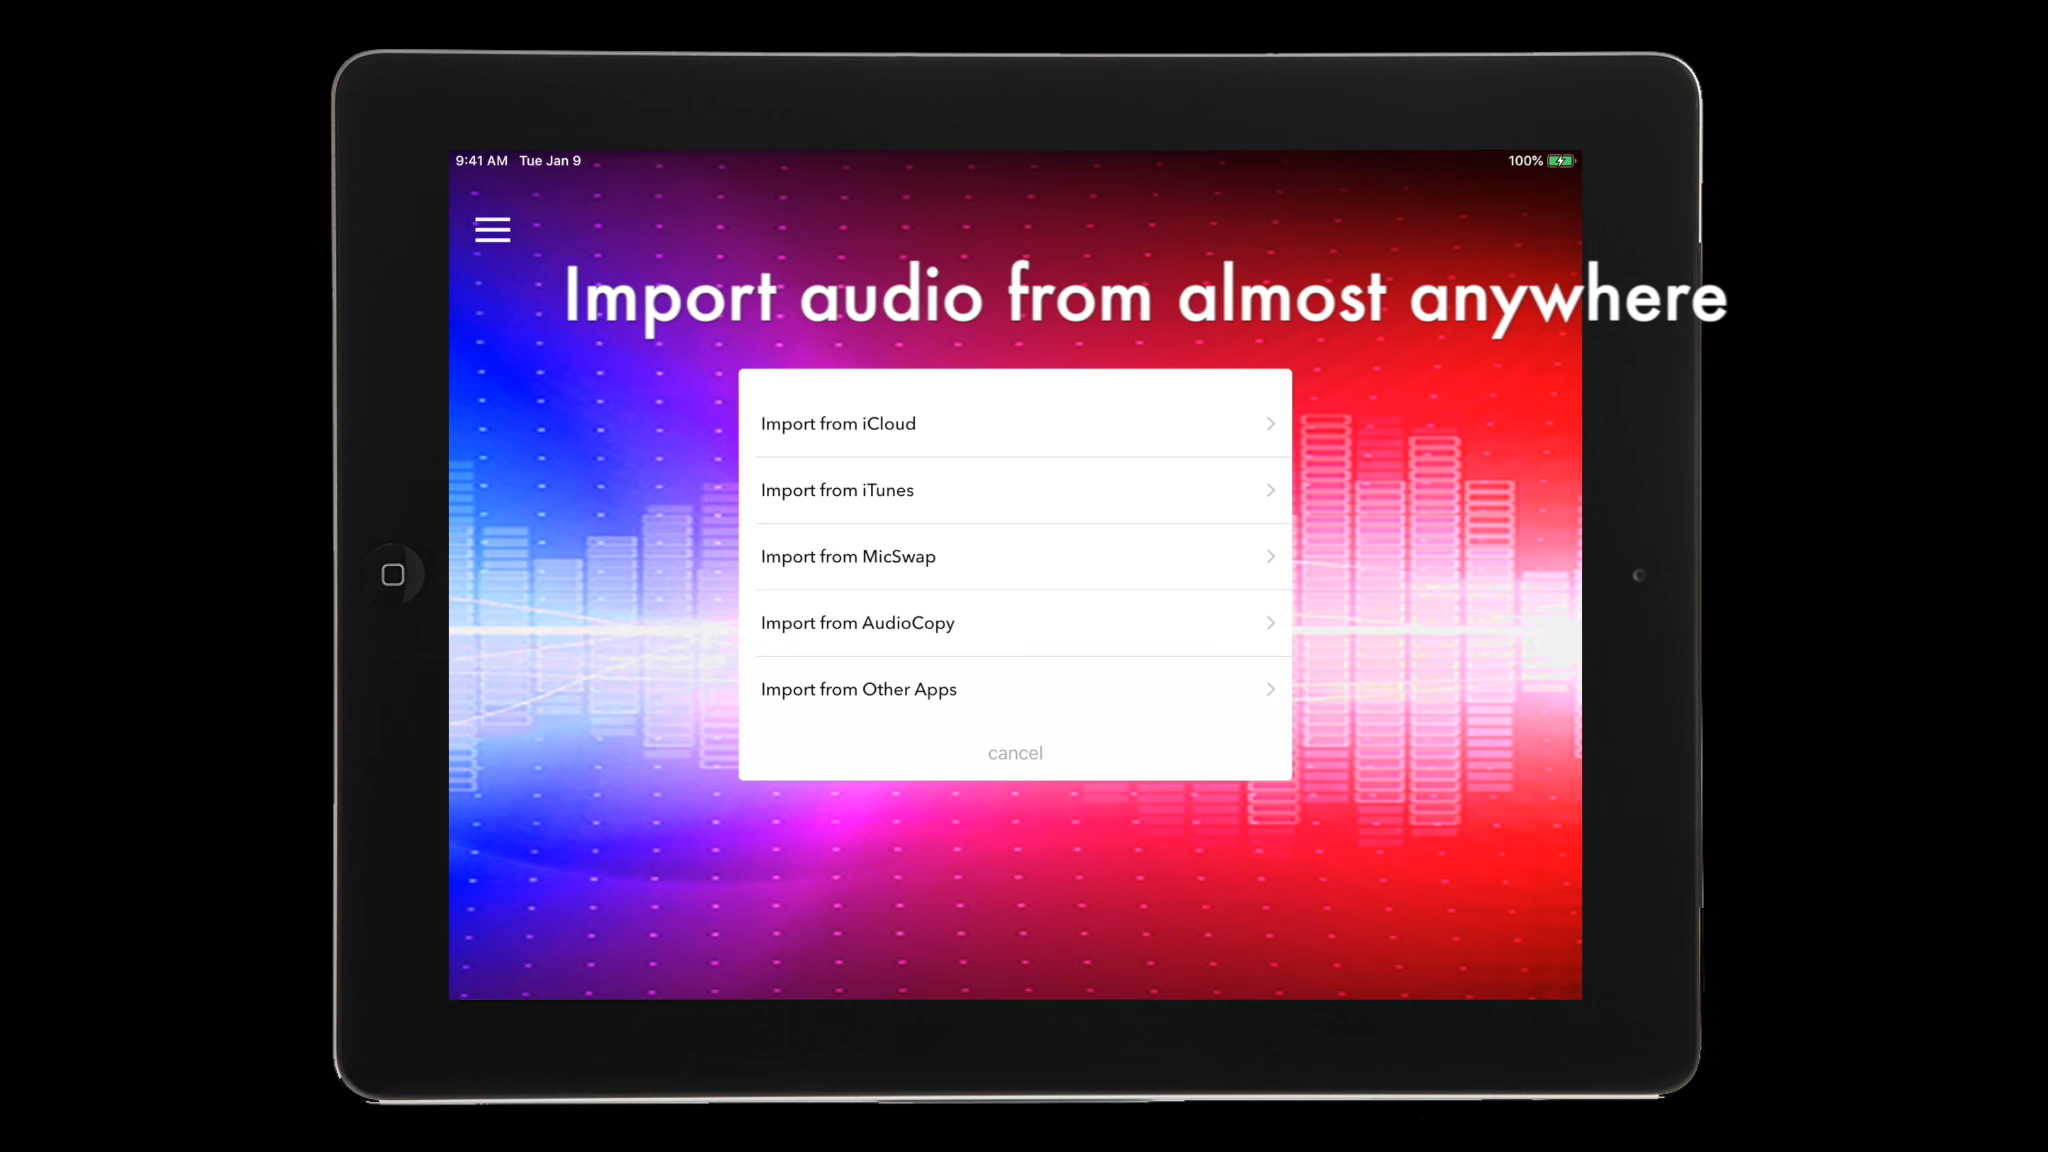 9:41 AM Tue Jan 9
100%
Import audio from almost anywhere
Import from iCloud
Import from iTunes
Import from MicSwap
Import from AudioCopy
Import from Other Apps
cancel